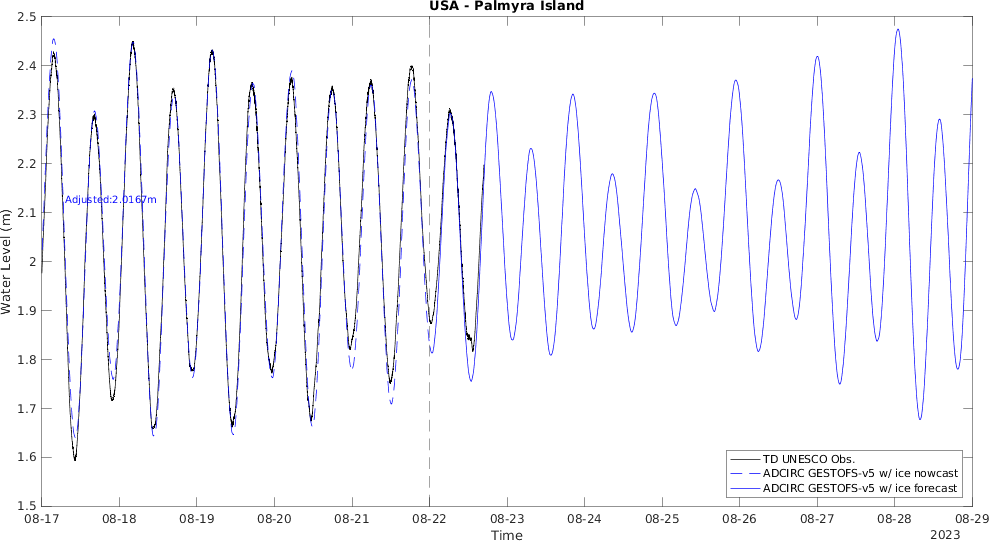 USA - Palmyra Island
2.5
2.4
2.3
2.2
2.1
2
1.9
1.8
1.7
1.6
1.5
Water Level (m)
Adjusted:2.0167m
TD UNESCO Obs.
ADCIRC GESTOFS-v5 w/ ice nowcast
ADCIRC GESTOFS-v5 w/ ice forecast
08-17 08-18 08-19 08-20 08-21 08-22 08-23 08-24 08-25 08-26 08-27 08-28 08-29
Time
2023